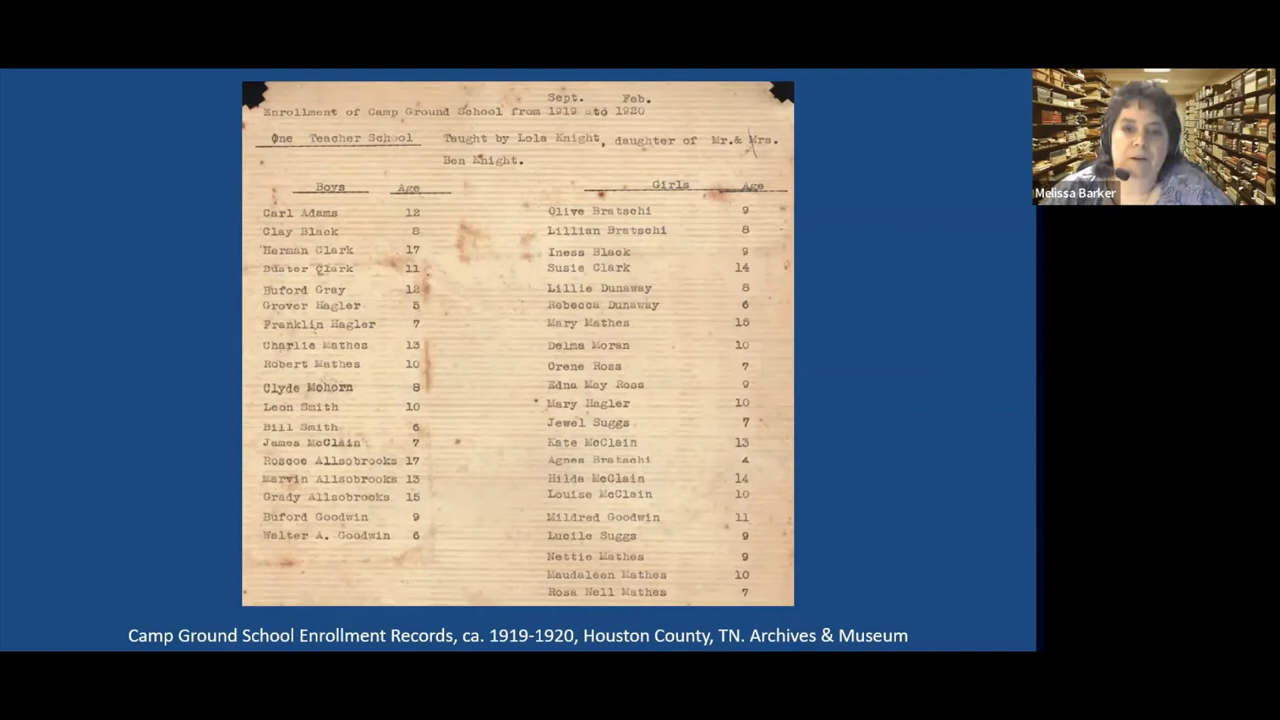 Sept. Feb.
Enrollment of Camp Ground School from 1919 to 1920
One Teacher School Taught by Lola Knight, daughter of Mr.& Mrs.
Ben Knight.
Boys Age Girls Age
Carl Adams 12 Olive Bratschi 9
Clay Black 8 Lillian Bratschi 8
Herman Clark 17 Iness Black 9
Buster Clark 11 Susie Clark 14
Buford Gray 12 Lillie Dunaway 8
Grover Hagler 5 Rebecca Dunaway 6
Franklin Hagler 7 Mary Mathes 15
Charlie Mathes 13 Delma Moran 10
Robert Mathes 10 Orene Ross 7
Clyde Mohorn 8 Edna May Ross 9
Leon Smith 10 Mary Hagler 10
Bill Smith 6 Jewel Suggs 7
James McClain 7 Kate McClain 13
Roscoe Allsobrooks 17 Agnes Bratschi 4
Marvin Allsobrooks 13 Hilda McClain 14
Grady Allsobrooks 15 Louise McClain 10
Buford Goodwin 9 Mildred Goodwin 11
Walter A. Goodwin 6 Lucile Suggs 9
Nettie Mathes 9
Maudaleen Mathes 10
Rosa Nell Mathes 7
Camp Ground School Enrollment Records, ca. 1919-1920, Houston County, TN. Archives & Museum
Melissa Barker